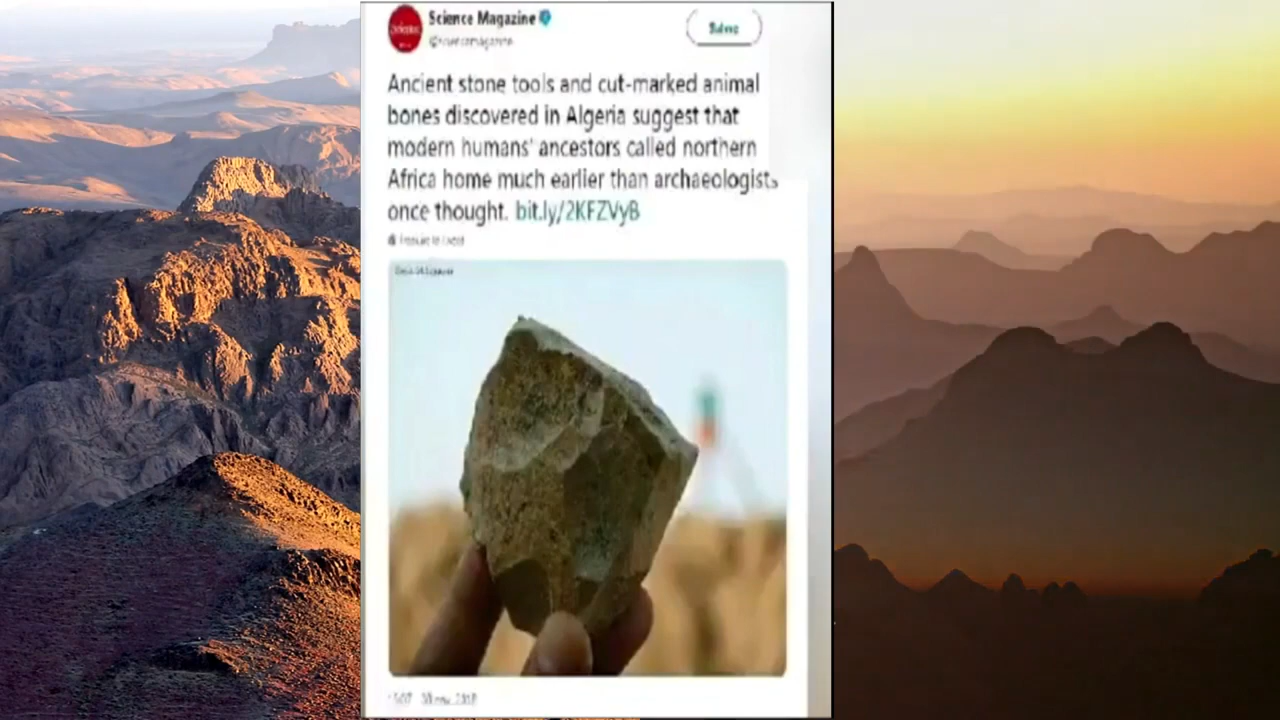 Science Magazine
@sciencemagazine
Ancient stone tools and cut-marked animal
bones discovered in Algeria suggest that
modern humans' ancestors called northern
Africa home much earlier than archaeologists
once thought. bit.ly/2KFZVyB